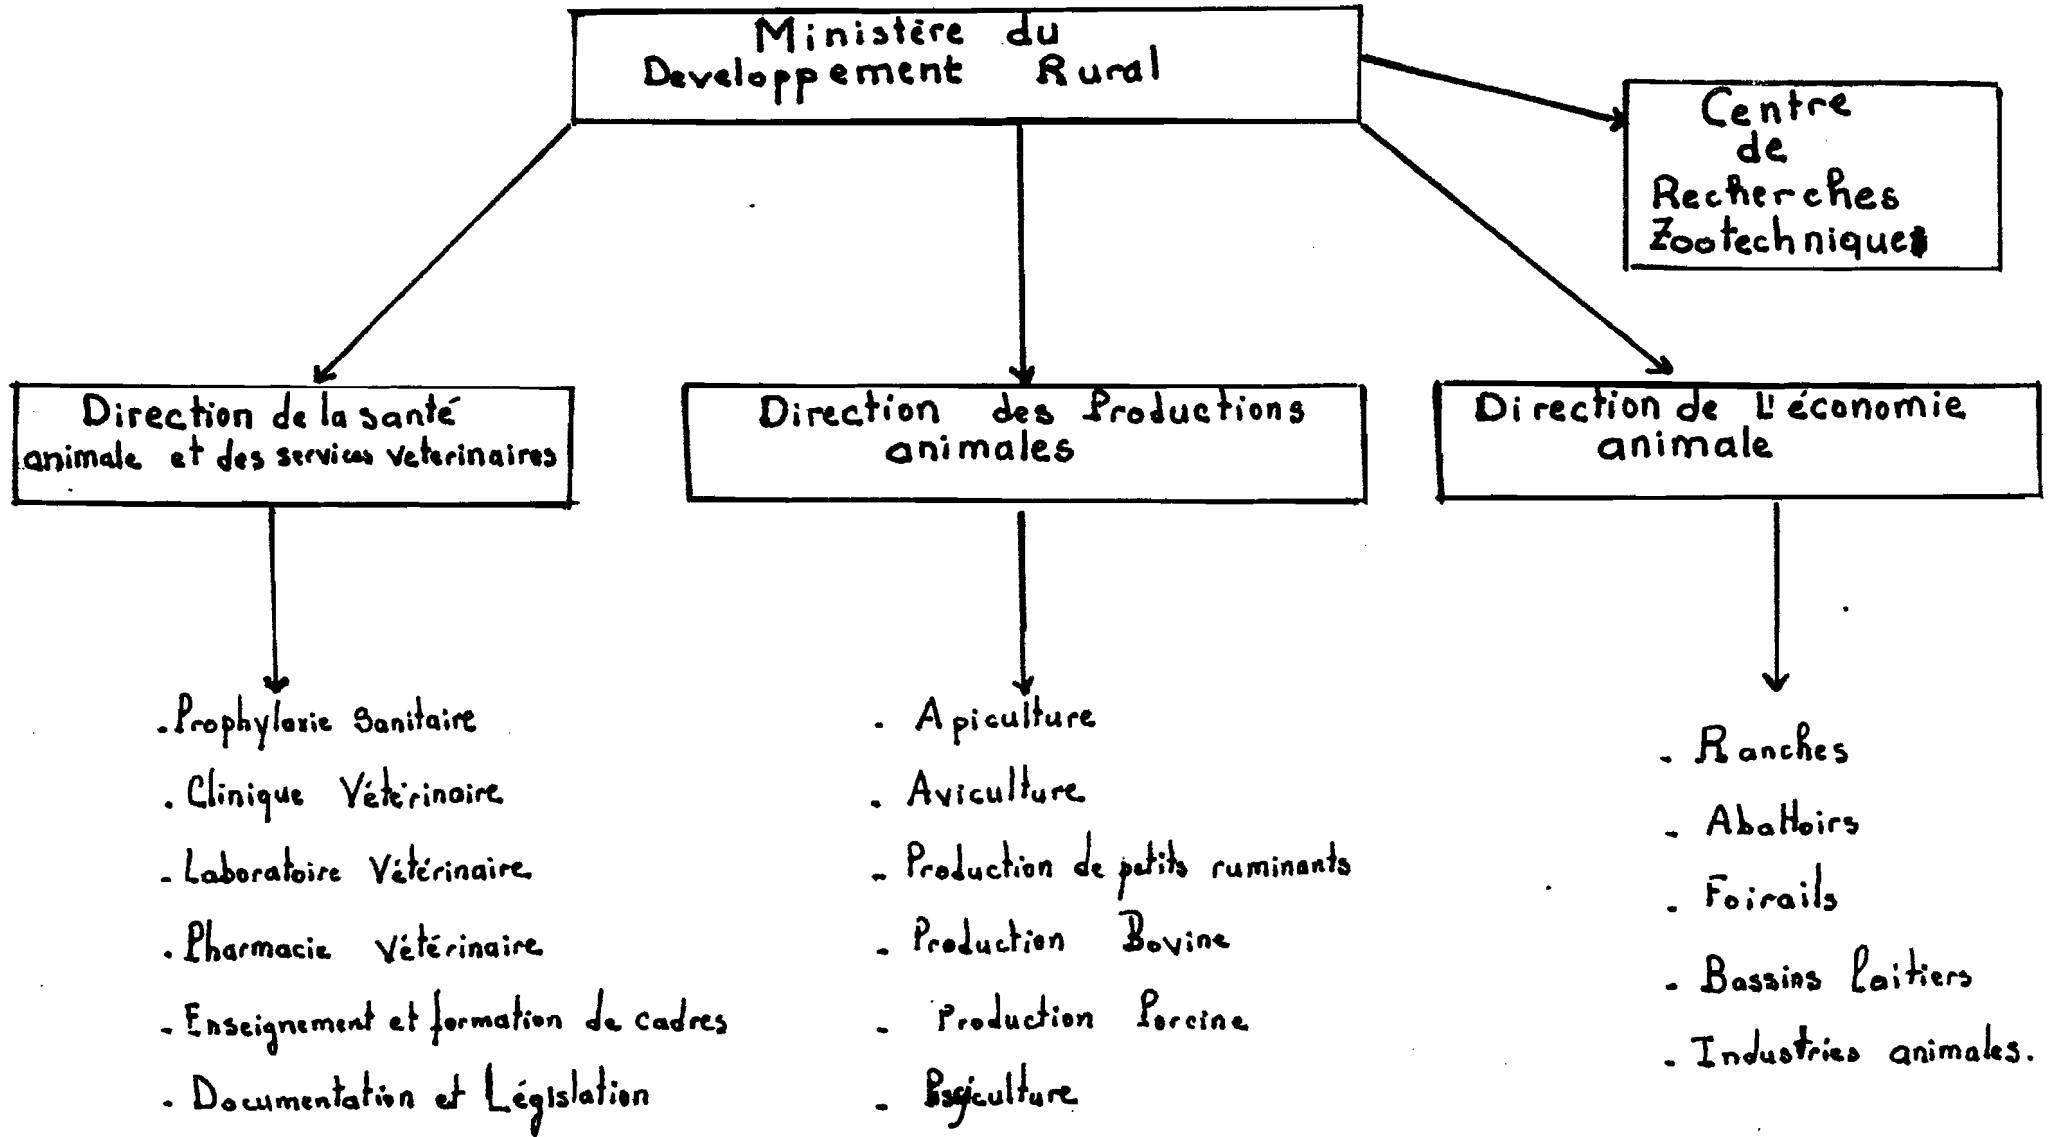 Ministère du
Developpement Rural
Centre
de
Recherches
Zootechniques
Direction de la santé
animale et des services veterinaires
Direction des Productions
animales
Direction de l'économie
animale
.Prophylaxie Sanitaire
. Clinique Vétérinaire
- Laboratoire Vétérinaire
. Pharmacie Vétérinaire
- Enseignement et formation de cadres
. Documentation et Législation
- Apiculture
- Aviculture
- Production de petits ruminants
- Production Bovine
- Production Porcine
- Pisciculture
- Ranches
- Abattoirs
- Foirails
- Bassins laitiers
- Industries animales.